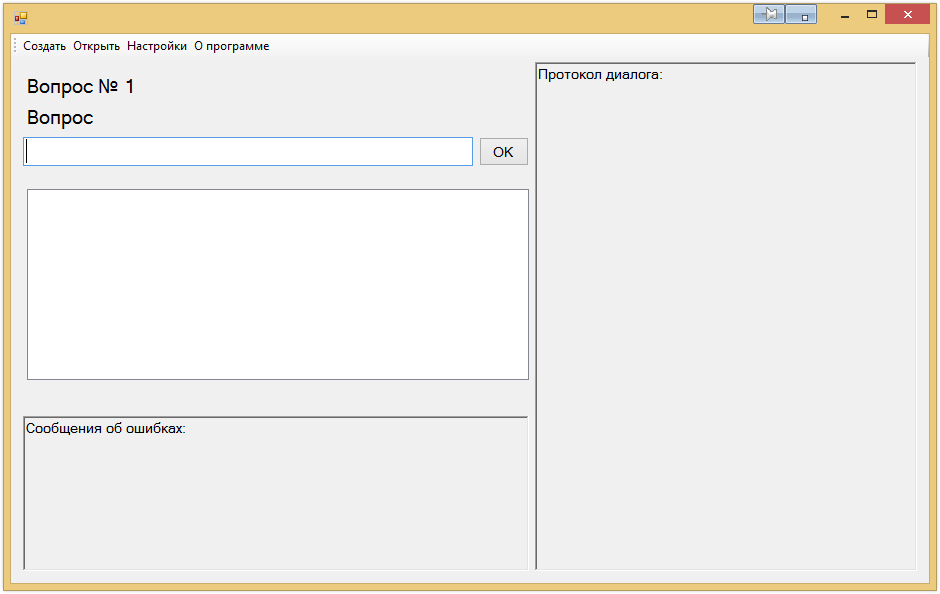 Создать Открыть Настройки О программе
Вопрос № 1
Вопрос
OK
Сообщения об ошибках:
Протокол диалога: